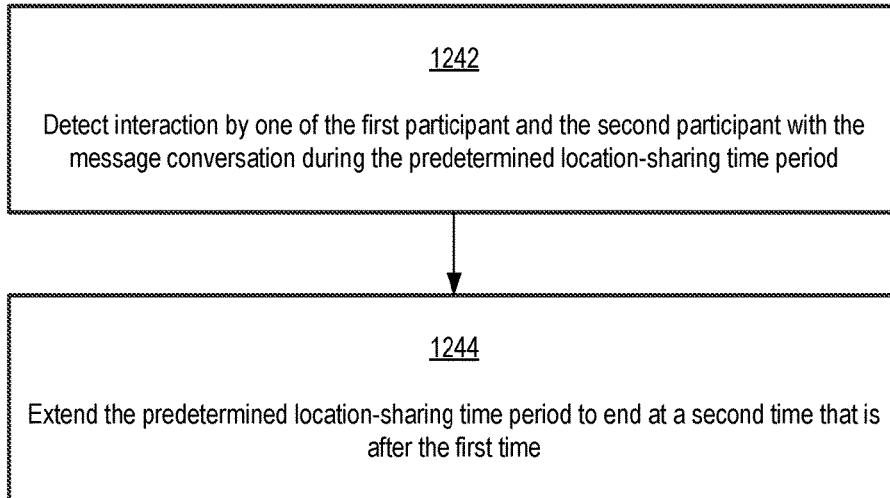 1242
Detect interaction by one of the first participant and the second participant with the
message conversation during the predetermined location-sharing time period
1244
Extend the predetermined location-sharing time period to end at a second time that is
after the first time